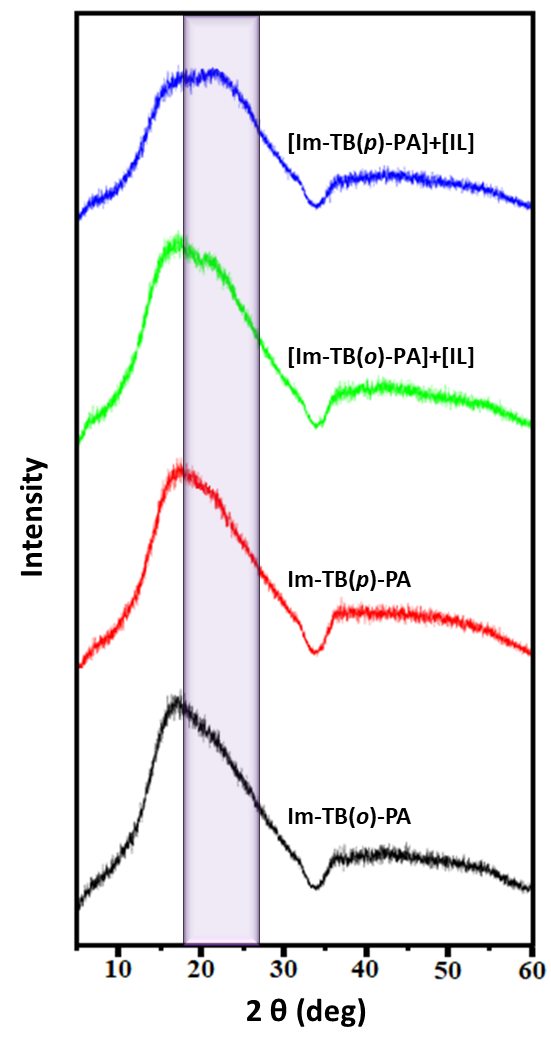 [Im-TB(p)-PA]+[IL]
[Im-TB(o)-PA]+[IL]
Intensity
Im-TB(p)-PA
Im-TB(o)-PA
10 20 30 40 50 60
2 θ (deg)